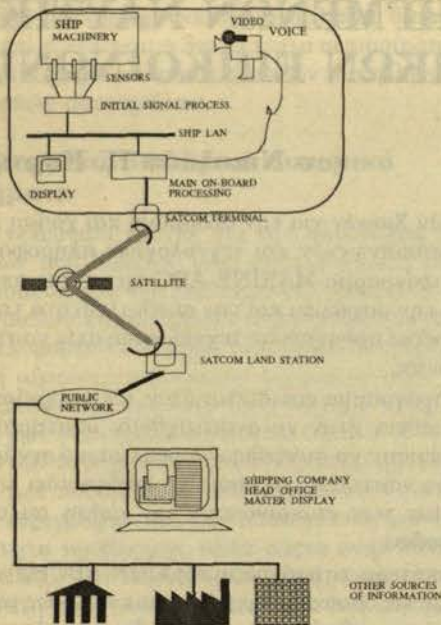 SHIP
MACHINERY
VIDEO
VOICE
SENSORS
INITIAL SIGNAL PROCESS.
SHIP LAN
DISPLAY
MAIN ON-BOARD
PROCESSING
SATCOM TERMINAL
SATELLITE
SATCOM LAND STATION
PUBLIC
NETWORK
SHIPPING COMPANY
HEAD OFFICE
MASTER DISPLAY
OTHER SOURCES
OF INFORMATION